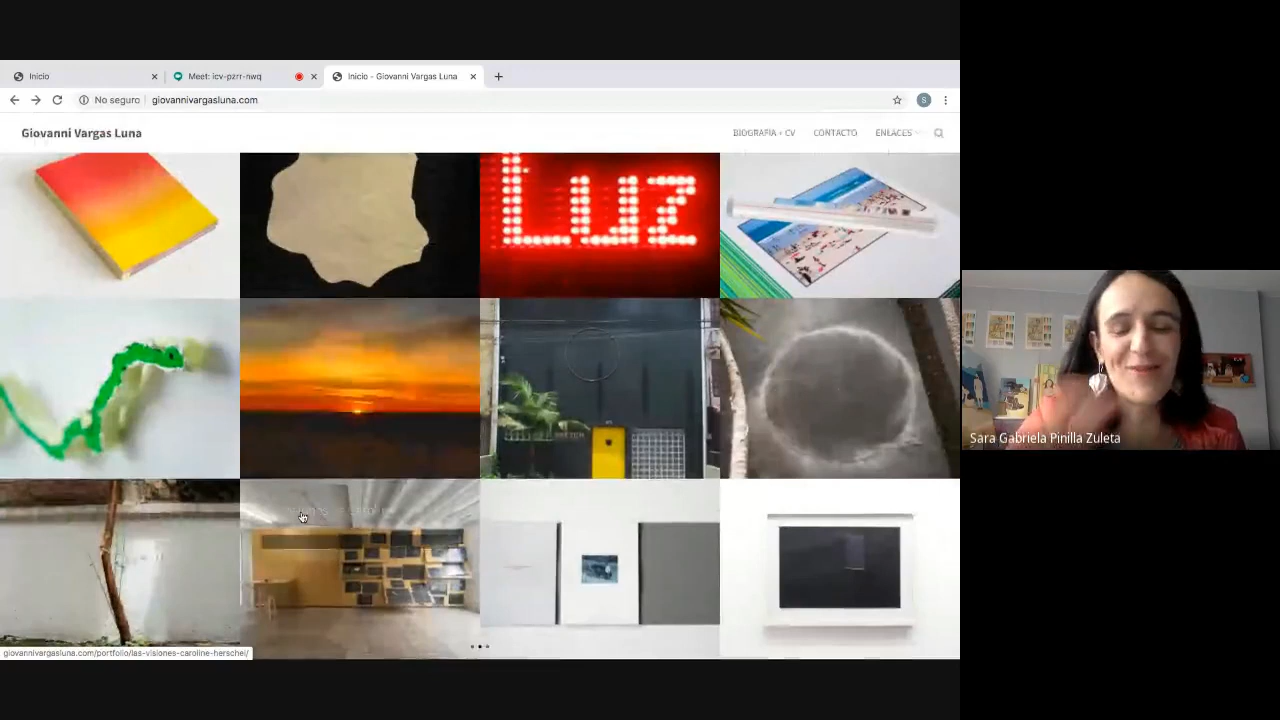 Inicio
Meet: icv-pzrr-nwq
Inicio - Giovanni Vargas Luna
No seguro
giovannivargasluna.com
S
Giovanni Vargas Luna
BIOGRAFIA + CV
CONTACTO
ENLACES
Luz
Sara Gabriela Pinilla Zuleta
giovannivargasluna.com/portfolio/las-visiones-caroline-herschel/